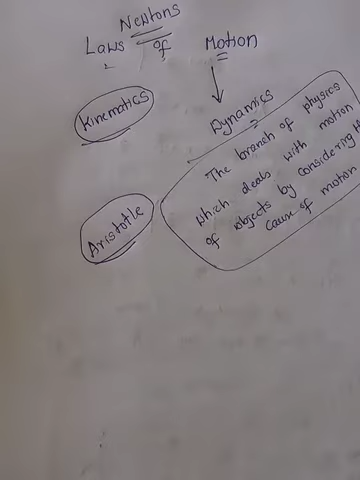 Newtons
Laws of Motion
Kinematics
Dynamics
The branch of physics
which deals with motion
of objects by considering
cause of motion
Aristotle